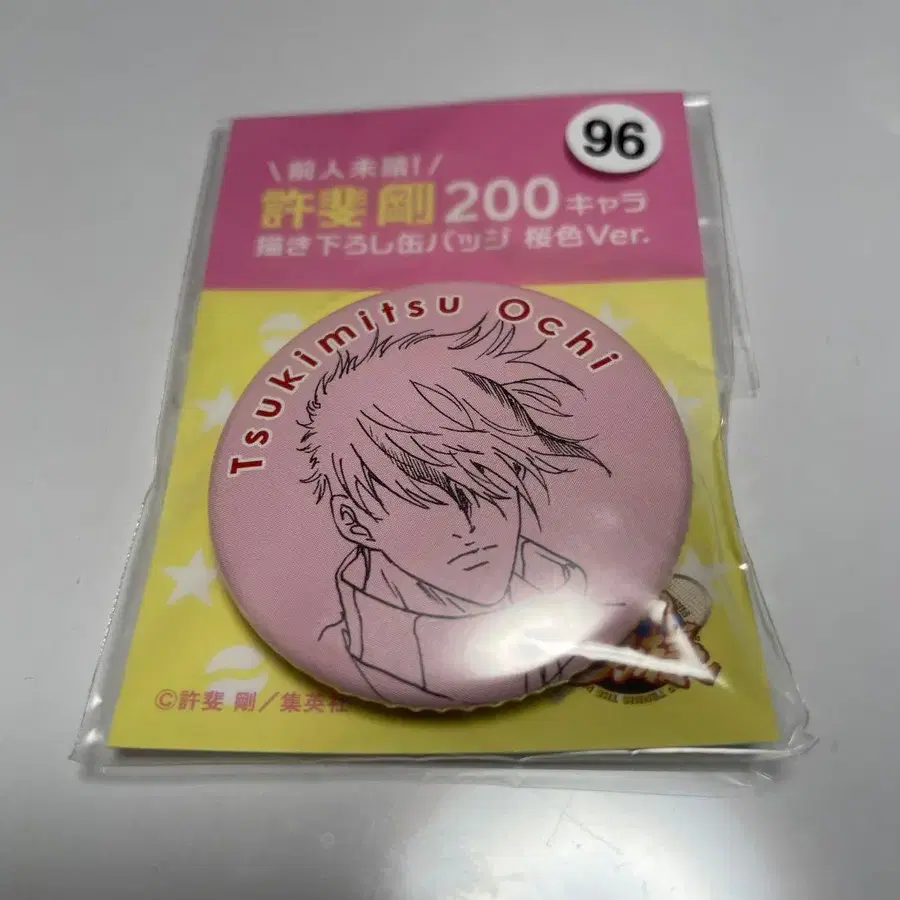 96
\前人未踏!/
許斐 剛 200キャラ
描き下ろし缶バッジ 桜色Ver.
Tsukimitsu Ochi
©許斐 剛/集英社